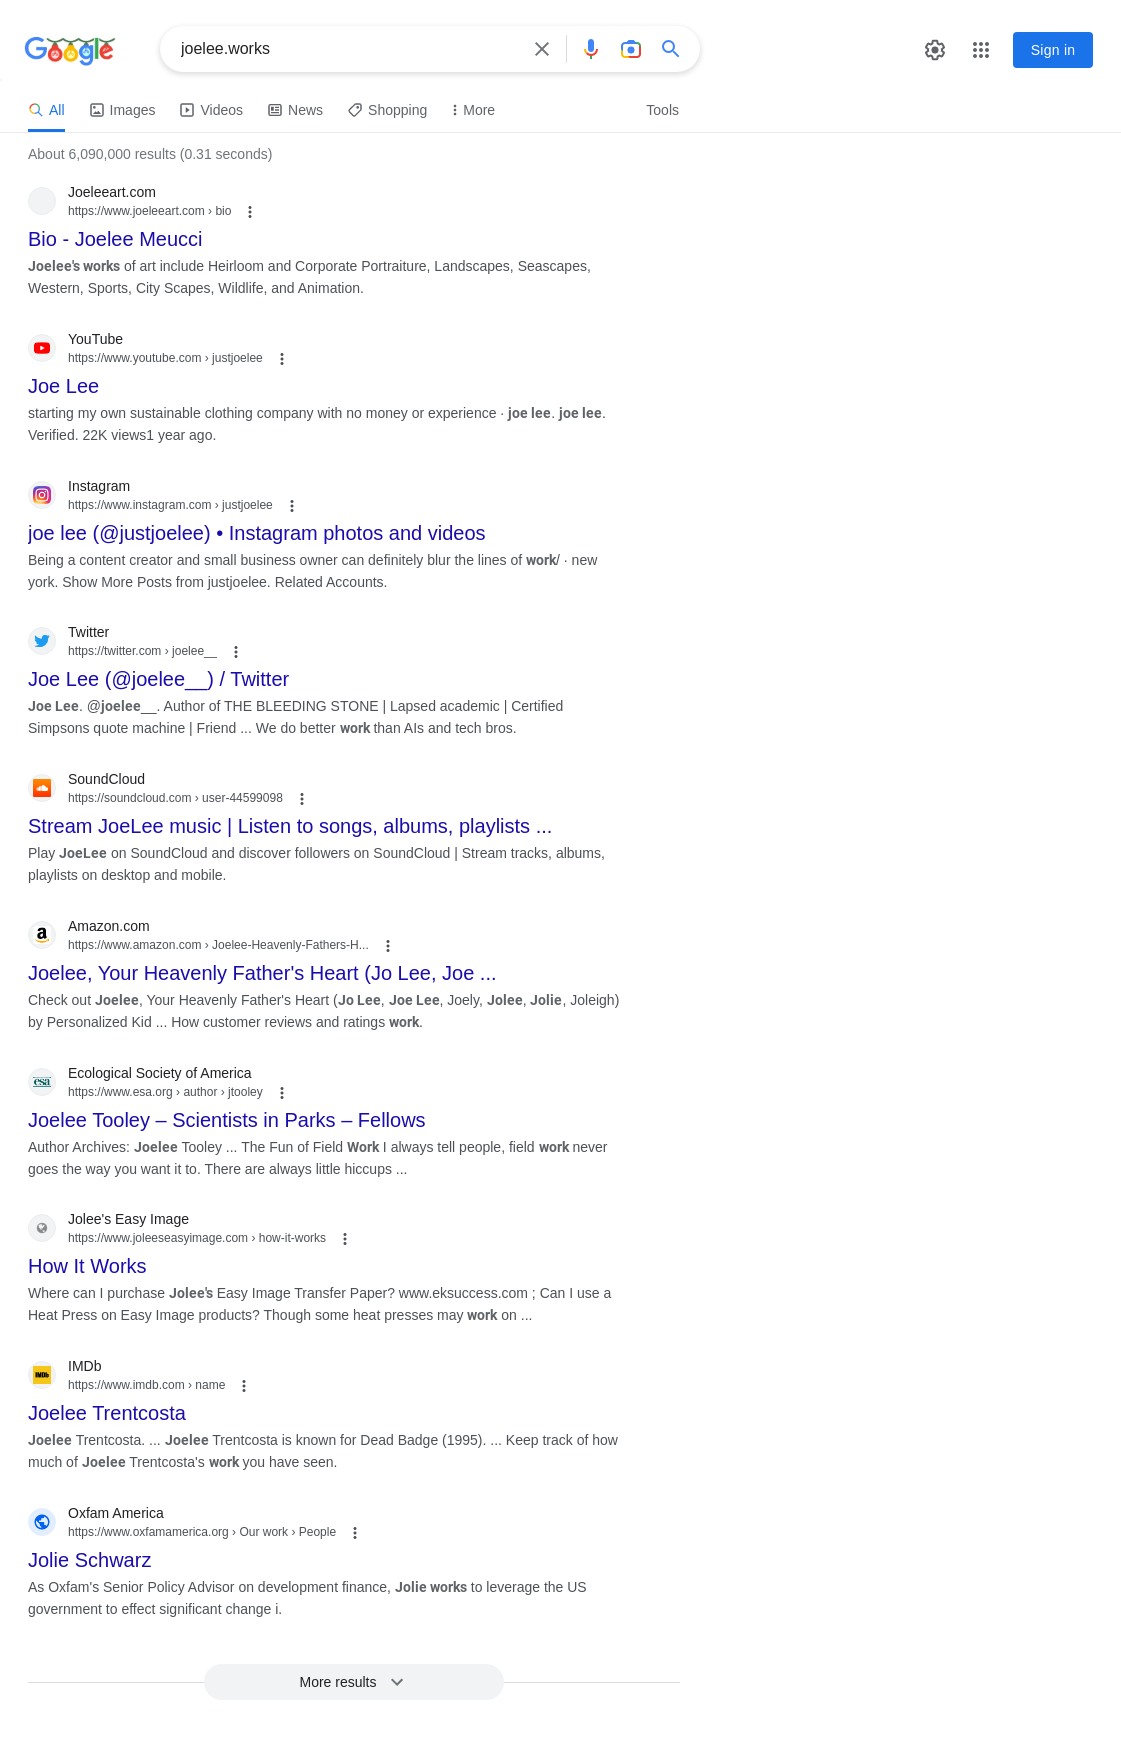 Google
joelee.works
Sign in
All
Images
Videos
News
Shopping
More
Tools
About 6,090,000 results (0.31 seconds)
Joeleeart.com
https://www.joeleeart.com › bio
Bio - Joelee Meucci
Joelee's works of art include Heirloom and Corporate Portraiture, Landscapes, Seascapes,
Western, Sports, City Scapes, Wildlife, and Animation.
YouTube
https://www.youtube.com › justjoelee
Joe Lee
starting my own sustainable clothing company with no money or experience · joe lee. joe lee.
Verified. 22K views1 year ago.
Instagram
https://www.instagram.com › justjoelee
joe lee (@justjoelee) • Instagram photos and videos
Being a content creator and small business owner can definitely blur the lines of work/ · new
york. Show More Posts from justjoelee. Related Accounts.
Twitter
https://twitter.com › joelee__
Joe Lee (@joelee__) / Twitter
Joe Lee. @joelee__. Author of THE BLEEDING STONE | Lapsed academic | Certified
Simpsons quote machine | Friend ... We do better work than AIs and tech bros.
SoundCloud
https://soundcloud.com › user-44599098
Stream JoeLee music | Listen to songs, albums, playlists ...
Play JoeLee on SoundCloud and discover followers on SoundCloud | Stream tracks, albums,
playlists on desktop and mobile.
a
Amazon.com
https://www.amazon.com › Joelee-Heavenly-Fathers-H...
Joelee, Your Heavenly Father's Heart (Jo Lee, Joe ...
Check out Joelee, Your Heavenly Father's Heart (Jo Lee, Joe Lee, Joely, Jolee, Jolie, Joleigh)
by Personalized Kid ... How customer reviews and ratings work.
esa
Ecological Society of America
https://www.esa.org › author › jtooley
Joelee Tooley – Scientists in Parks – Fellows
Author Archives: Joelee Tooley ... The Fun of Field Work I always tell people, field work never
goes the way you want it to. There are always little hiccups ...
Jolee's Easy Image
https://www.joleeseasyimage.com › how-it-works
How It Works
Where can I purchase Jolee's Easy Image Transfer Paper? www.eksuccess.com ; Can I use a
Heat Press on Easy Image products? Though some heat presses may work on ...
IMDb
IMDb
https://www.imdb.com › name
Joelee Trentcosta
Joelee Trentcosta. ... Joelee Trentcosta is known for Dead Badge (1995). ... Keep track of how
much of Joelee Trentcosta's work you have seen.
Oxfam America
https://www.oxfamamerica.org › Our work › People
Jolie Schwarz
As Oxfam's Senior Policy Advisor on development finance, Jolie works to leverage the US
government to effect significant change i.
More results